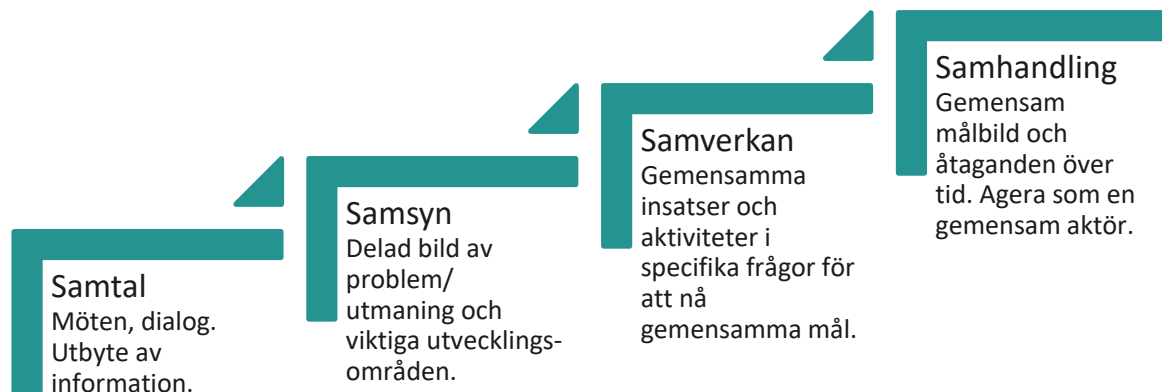 Samtal
Möten, dialog.
Utbyte av
information.
Samsyn
Delad bild av
problem/
utmaning och
viktiga utvecklings-
områden.
Samverkan
Gemensamma
insatser och
aktiviteter i
specifika frågor för
att nå
gemensamma mål.
Samhandling
Gemensam
målbild och
åtaganden över
tid. Agera som en
gemensam aktör.